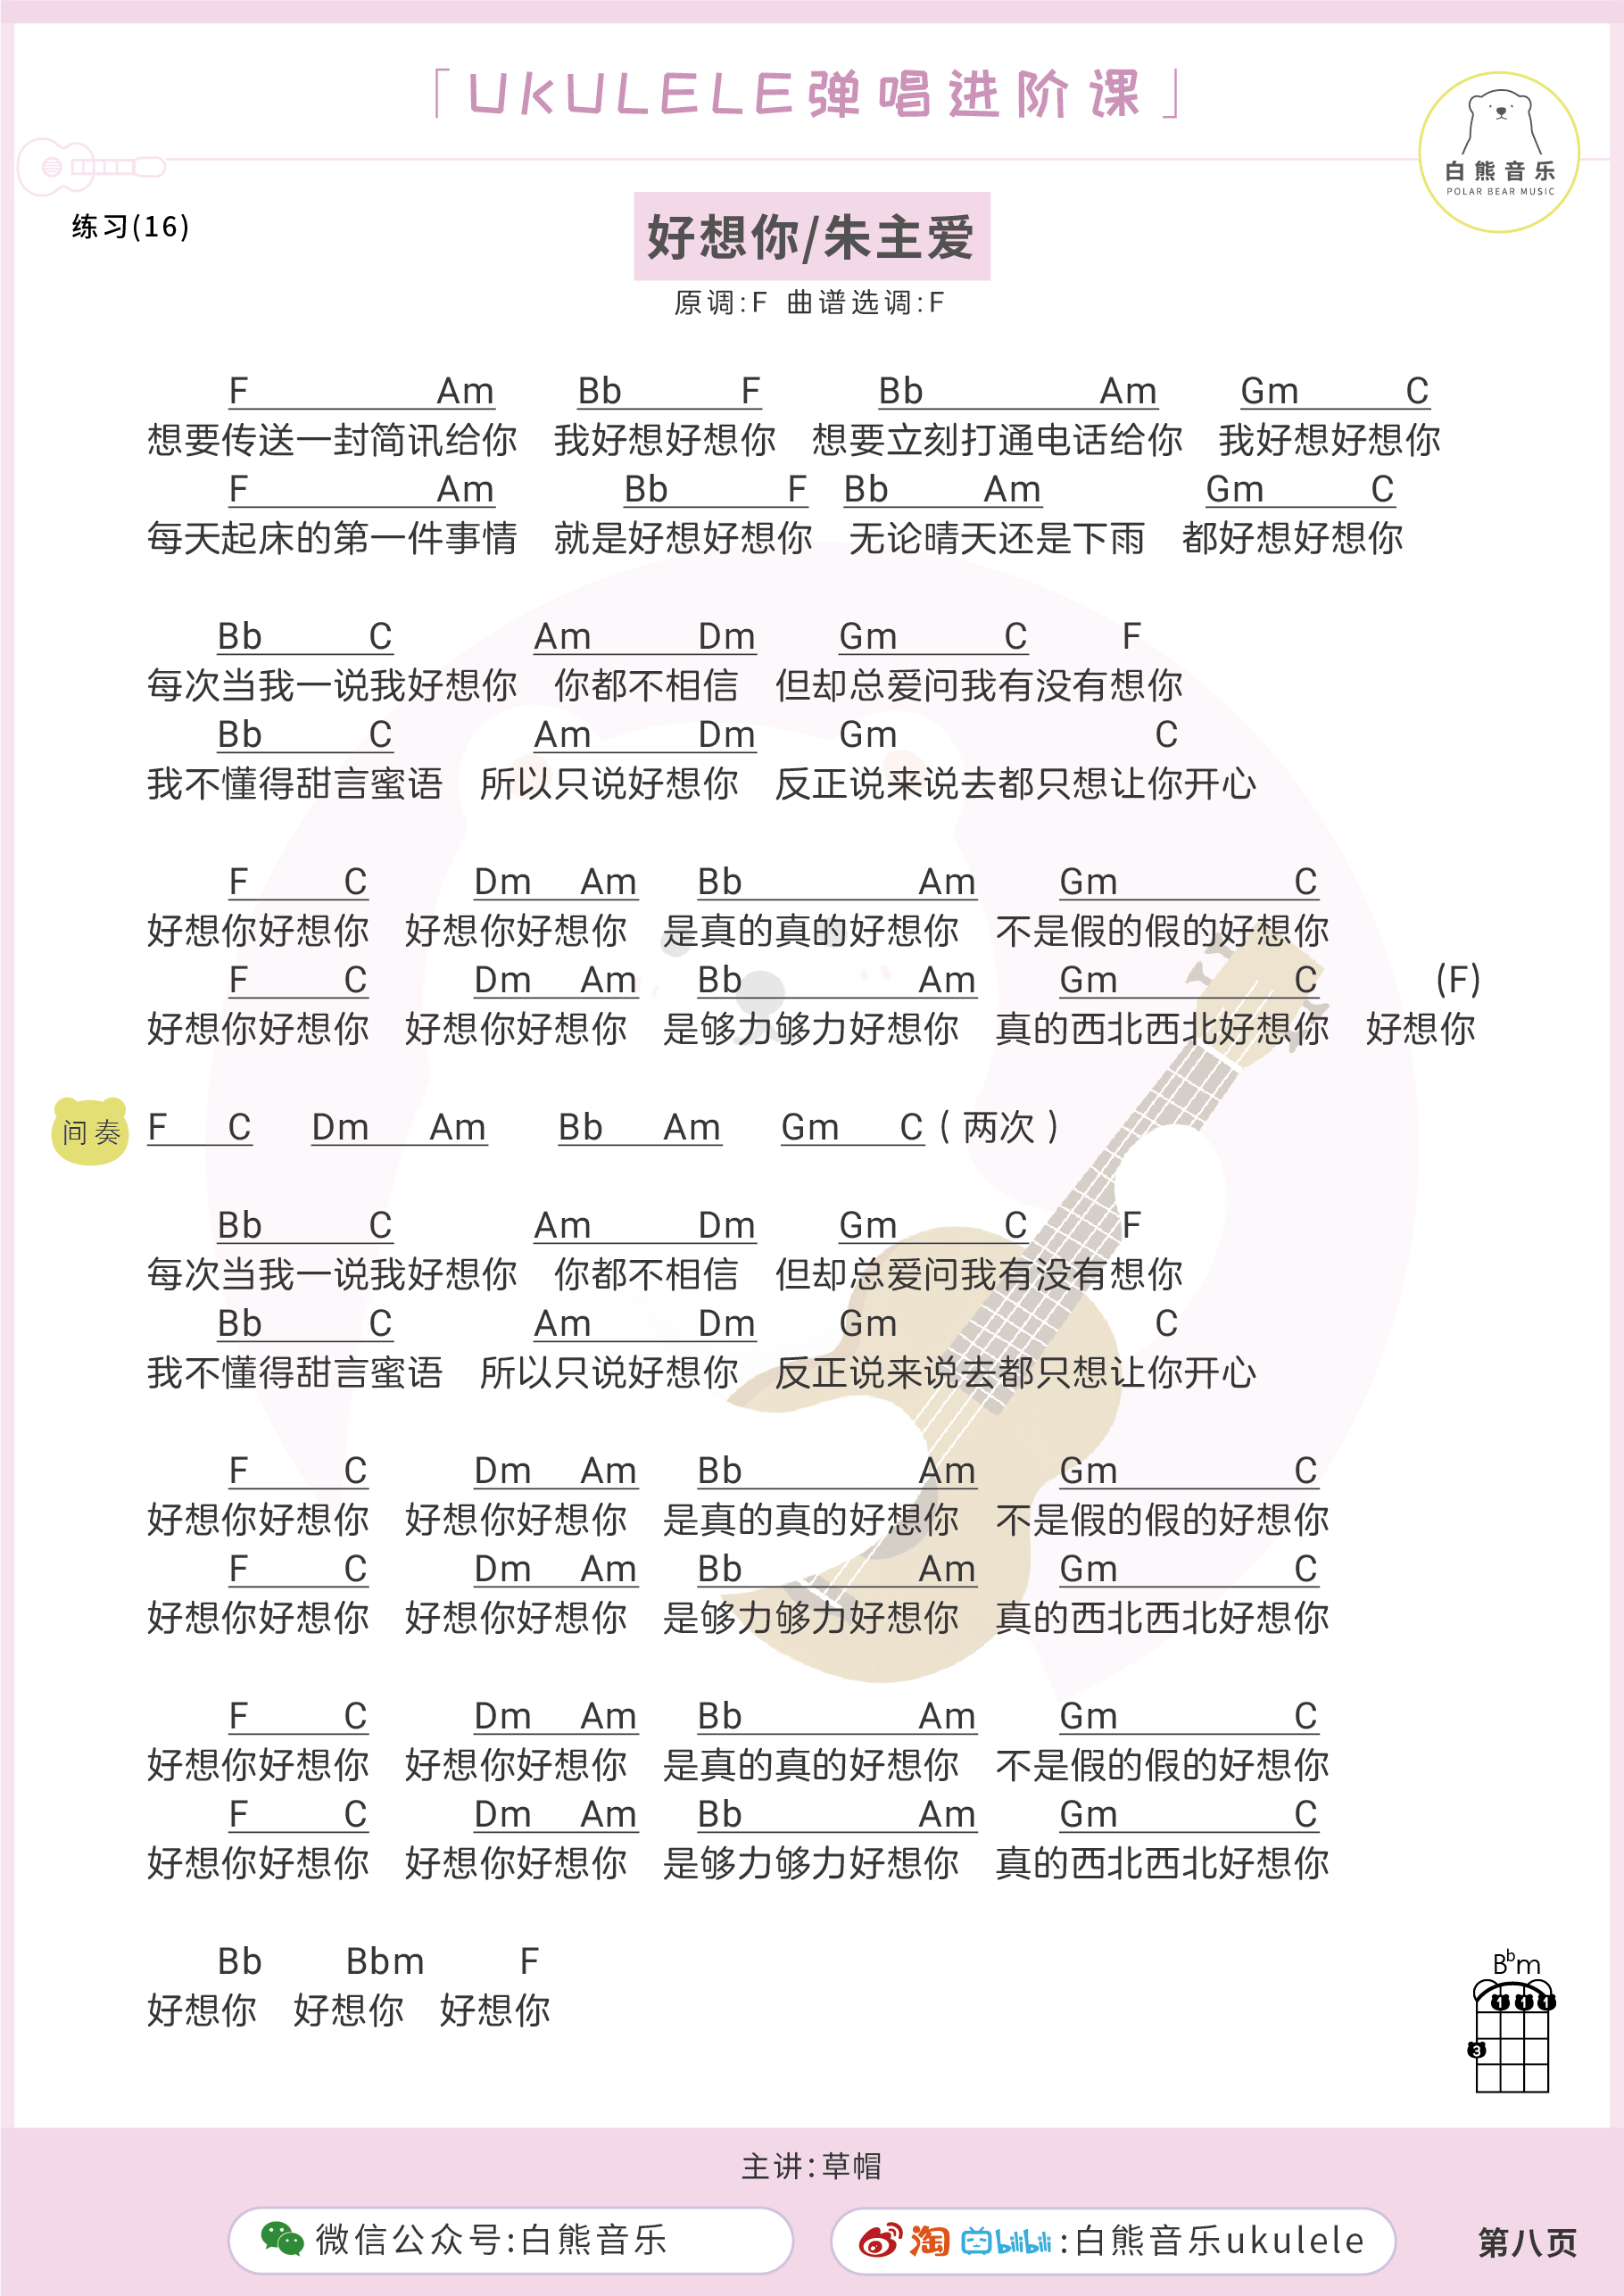 「UKULELE弹唱进阶课」
白熊音乐
POLAR BEAR MUSIC
练习(16)
好想你/朱主爱
原调:F 曲谱选调:F
F Am Bb F Bb Am Gm C
想要传送一封简讯给你 我好想好想你 想要立刻打通电话给你 我好想好想你
F Am Bb F Bb Am Gm C
每天起床的第一件事情 就是好想好想你 无论晴天还是下雨 都好想好想你
Bb C Am Dm Gm C F
每次当我一说我好想你 你都不相信 但却总爱问我有没有想你
Bb C Am Dm Gm C
我不懂得甜言蜜语 所以只说好想你 反正说来说去都只想让你开心
F C Dm Am Bb Am Gm C
好想你好想你 好想你好想你 是真的真的好想你 不是假的假的好想你
F C Dm Am Bb Am Gm C (F)
好想你好想你 好想你好想你 是够力够力好想你 真的西北西北好想你 好想你
间奏 F C Dm Am Bb Am Gm C(两次)
Bb C Am Dm Gm C F
每次当我一说我好想你 你都不相信 但却总爱问我有没有想你
Bb C Am Dm Gm C
我不懂得甜言蜜语 所以只说好想你 反正说来说去都只想让你开心
F C Dm Am Bb Am Gm C
好想你好想你 好想你好想你 是真的真的好想你 不是假的假的好想你
F C Dm Am Bb Am Gm C
好想你好想你 好想你好想你 是够力够力好想你 真的西北西北好想你
F C Dm Am Bb Am Gm C
好想你好想你 好想你好想你 是真的真的好想你 不是假的假的好想你
F C Dm Am Bb Am Gm C
好想你好想你 好想你好想你 是够力够力好想你 真的西北西北好想你
Bb Bbm F
好想你 好想你 好想你
Bbm
1 1 1
3
主讲:草帽
微信公众号:白熊音乐
淘 bilibili :白熊音乐ukulele
第八页